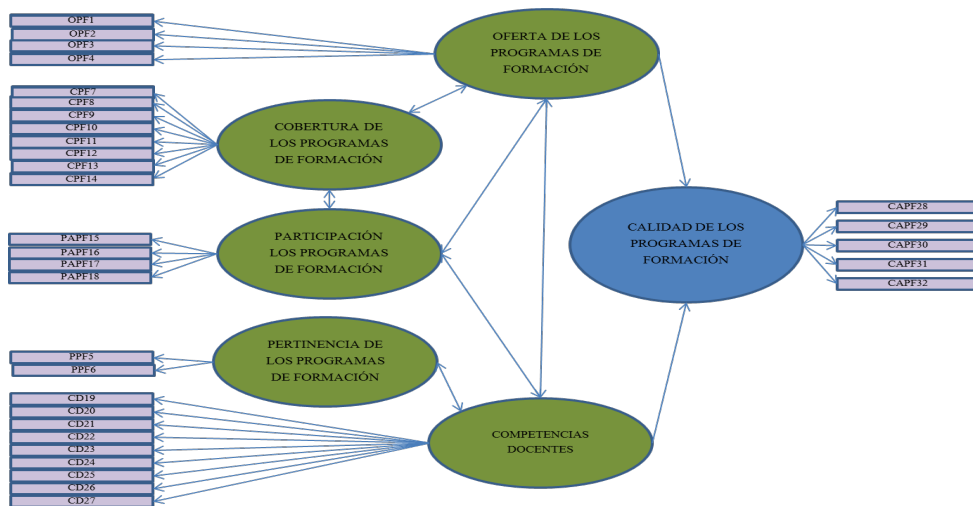 OPF1
OPF2
OPF3
OPF4
OFERTA DE LOS
PROGRAMAS DE
FORMACIÓN
CPF7
CPF8
CPF9
CPF10
CPF11
CPF12
CPF13
CPF14
COBERTURA DE
LOS PROGRAMAS
DE FORMACIÓN
PAPF15
PAPF16
PAPF17
PAPF18
PARTICIPACIÓN
LOS PROGRAMAS
DE FORMACIÓN
CALIDAD DE LOS
PROGRAMAS DE
FORMACIÓN
CAPF28
CAPF29
CAPF30
CAPF31
CAPF32
PPF5
PPF6
PERTINENCIA DE
LOS PROGRAMAS
DE FORMACIÓN
CD19
CD20
CD21
CD22
CD23
CD24
CD25
CD26
CD27
COMPETENCIAS
DOCENTES